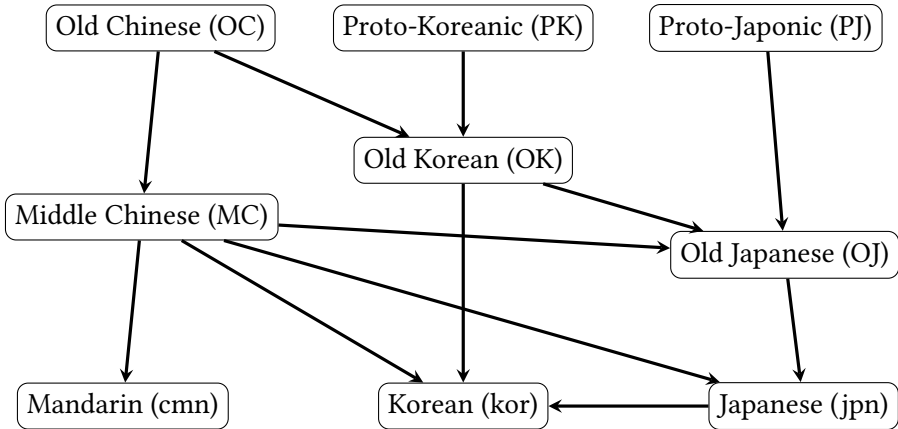 Old Chinese (OC)
Proto-Koreanic (PK)
Proto-Japonic (PJ)
Old Korean (OK)
Middle Chinese (MC)
Old Japanese (OJ)
Mandarin (cmn)
Korean (kor)
Japanese (jpn)